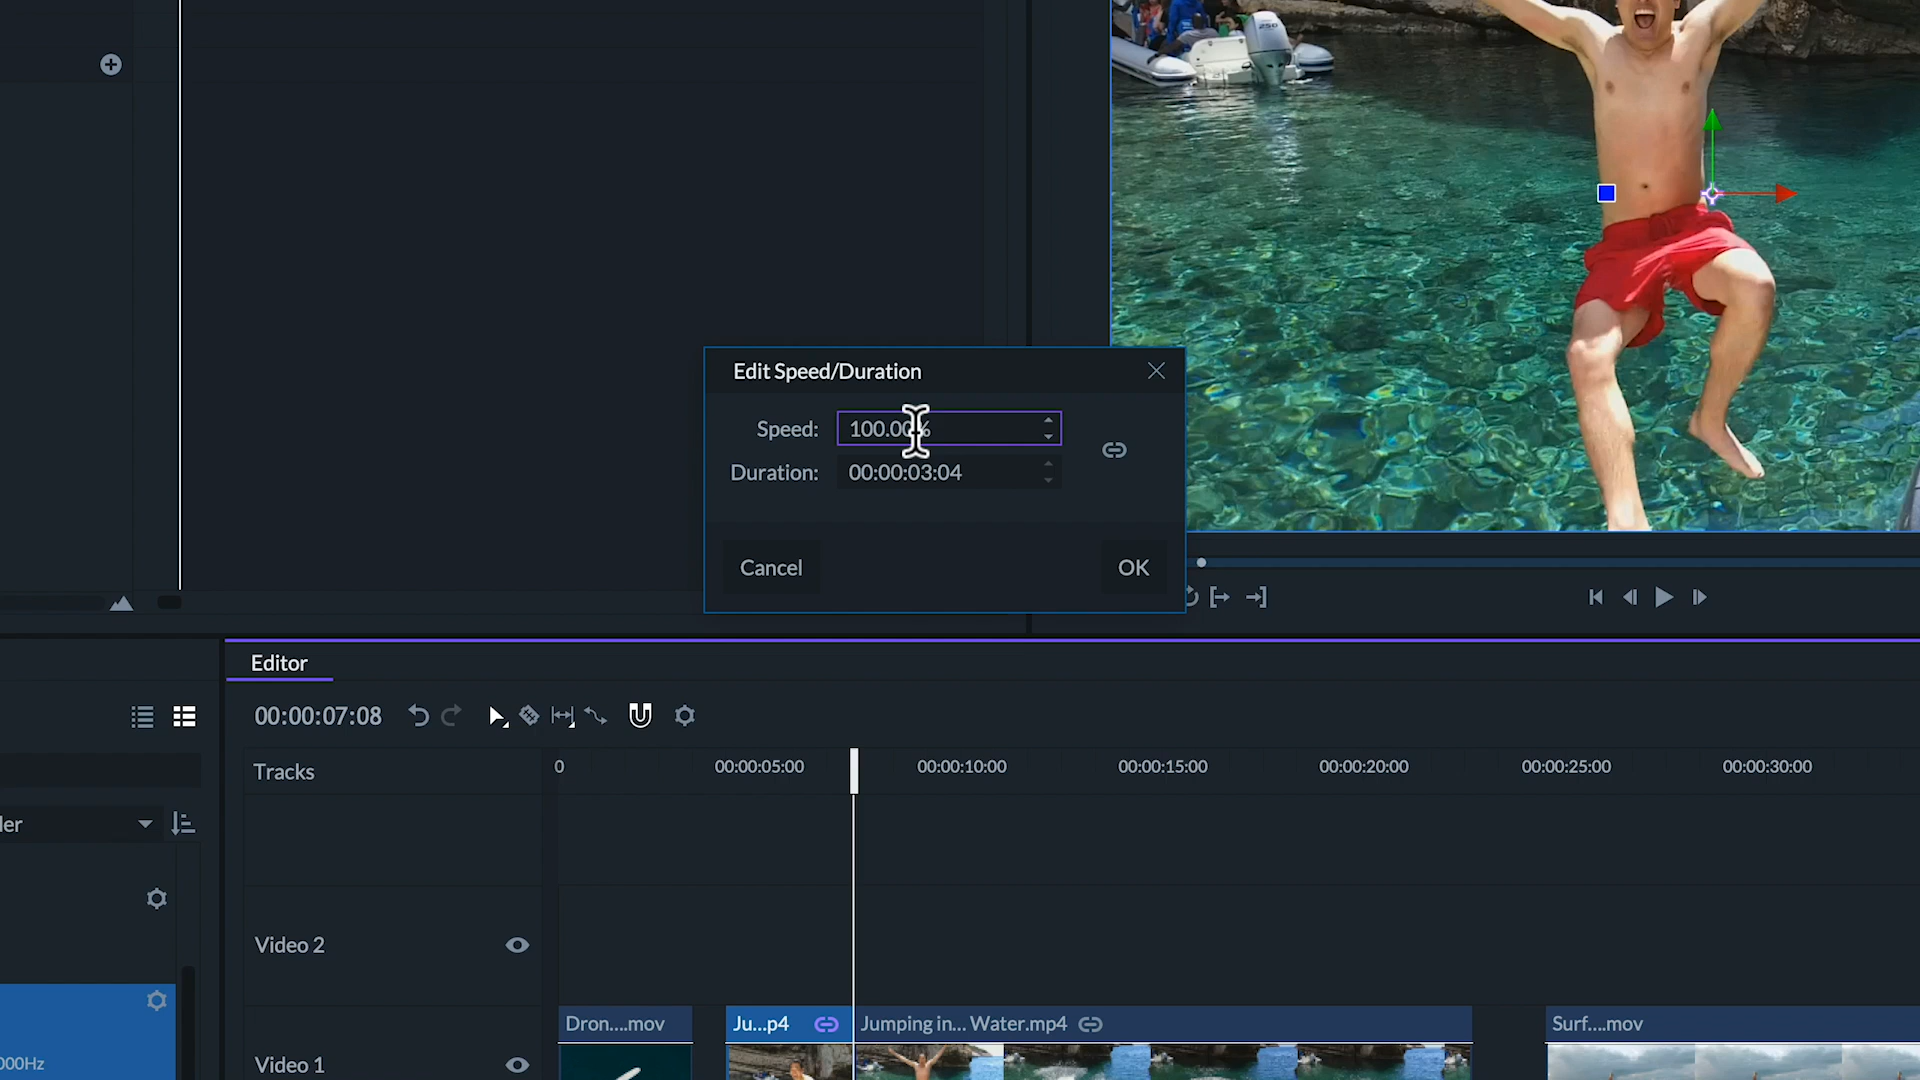 250
Edit Speed/Duration
Speed: 100.00%
Duration: 00:00:03:04
Cancel OK
Editor
00:00:07:08
Tracks 0 00:00:05:00 00:00:10:00 00:00:15:00 00:00:20:00 00:00:25:00 00:00:30:00
ler
Video 2
Dron....mov Ju...p4 Jumping in... Water.mp4 Surf....mov
000Hz
Video 1